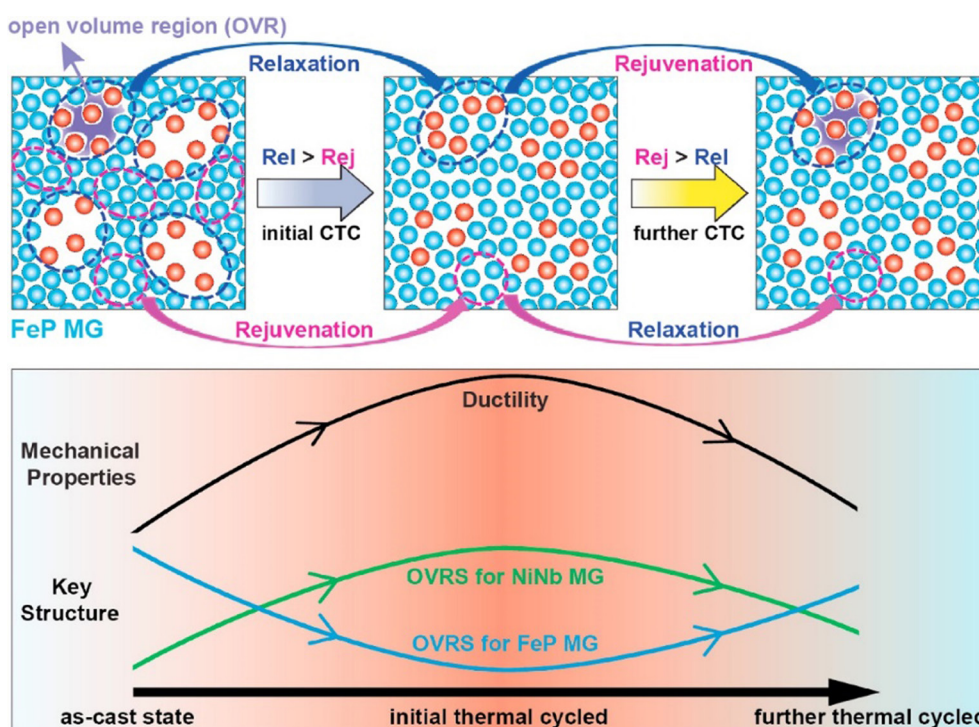 open volume region (OVR)
Relaxation
Rejuvenation
Rel > Rej
initial CTC
Rej > Rel
further CTC
FeP MG
Rejuvenation
Relaxation
Ductility
Mechanical
Properties
OVRS for NiNb MG
Key
Structure
OVRS for FeP MG
as-cast state
initial thermal cycled
further thermal cycled